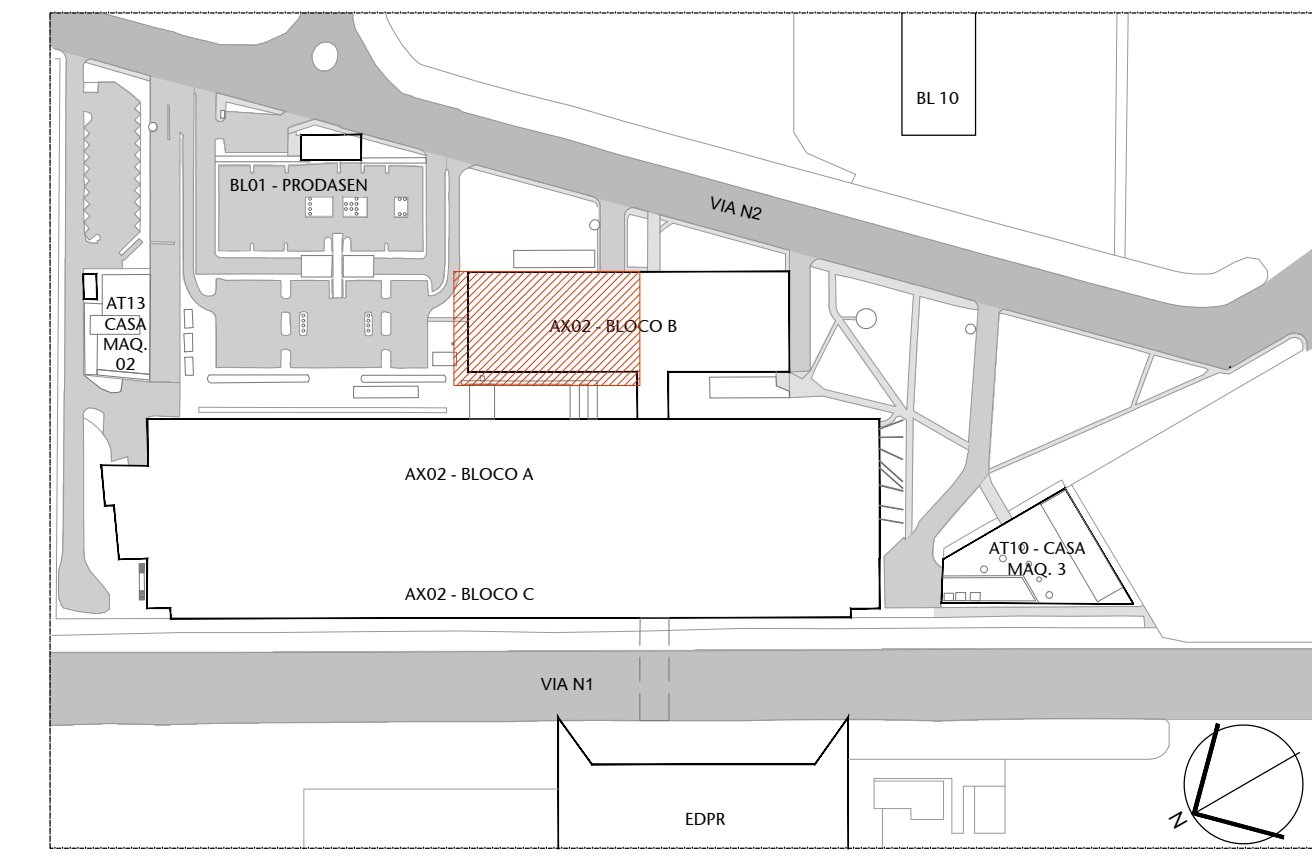 BL 10
BL01 - PRODASEN
VIA N2
AT13
CASA
MAQ.
02
AX02 - BLOCO B
AX02 - BLOCO A
AT10 - CASA
MAQ. 3
AX02 - BLOCO C
VIA N1
EDPR
N